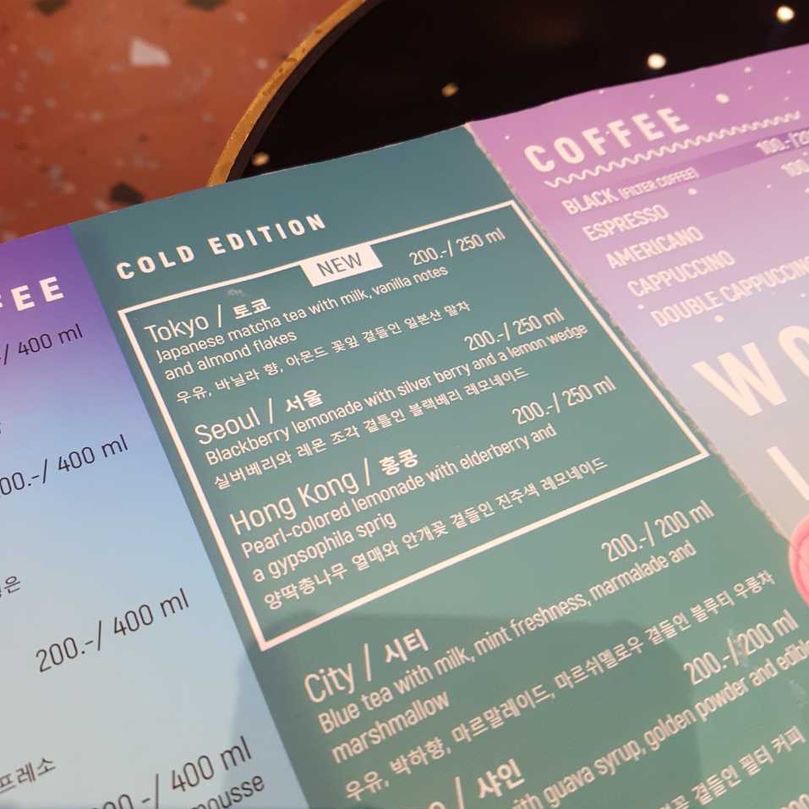 FEE
/ 400 ml
00.-/ 400 ml
은
200.-/ 400 ml
프레소
0.-/ 400 ml
mousse
COLD EDITION
NEW
Tokyo / 토쿄 200.-/ 250 ml
Japanese matcha tea with milk, vanilla notes
and almond flakes
우유, 바닐라 향, 아몬드 꽃잎 곁들인 일본산 말차
Seoul / 서울 200.-/ 250 ml
Blackberry lemonade with silver berry and a lemon wedge
실버베리와 레몬 조각 곁들인 블랙베리 레모네이드
Hong Kong / 홍콩 200.-/ 250 ml
Pearl-colored lemonade with elderberry and
a gypsophila sprig
양딱총나무 열매와 안개꽃 곁들인 진주색 레모네이드
City / 시티 200.-/ 200 ml
Blue tea with milk, mint freshness, marmalade and
marshmallow
우유, 박하향, 마르말레이드, 마르쉬멜로우 곁들인 블루티 우롱차
/ 샤인 200.-/ 200 ml
with guava syrup, golden powder and edib
곁들인 필터 커피
COFFEE
BLACK (FILTER COFFEE) 100.-/2
ESPRESSO 100
AMERICANO
CAPPUCCINO
DOUBLE CAPPUCCINO
WO